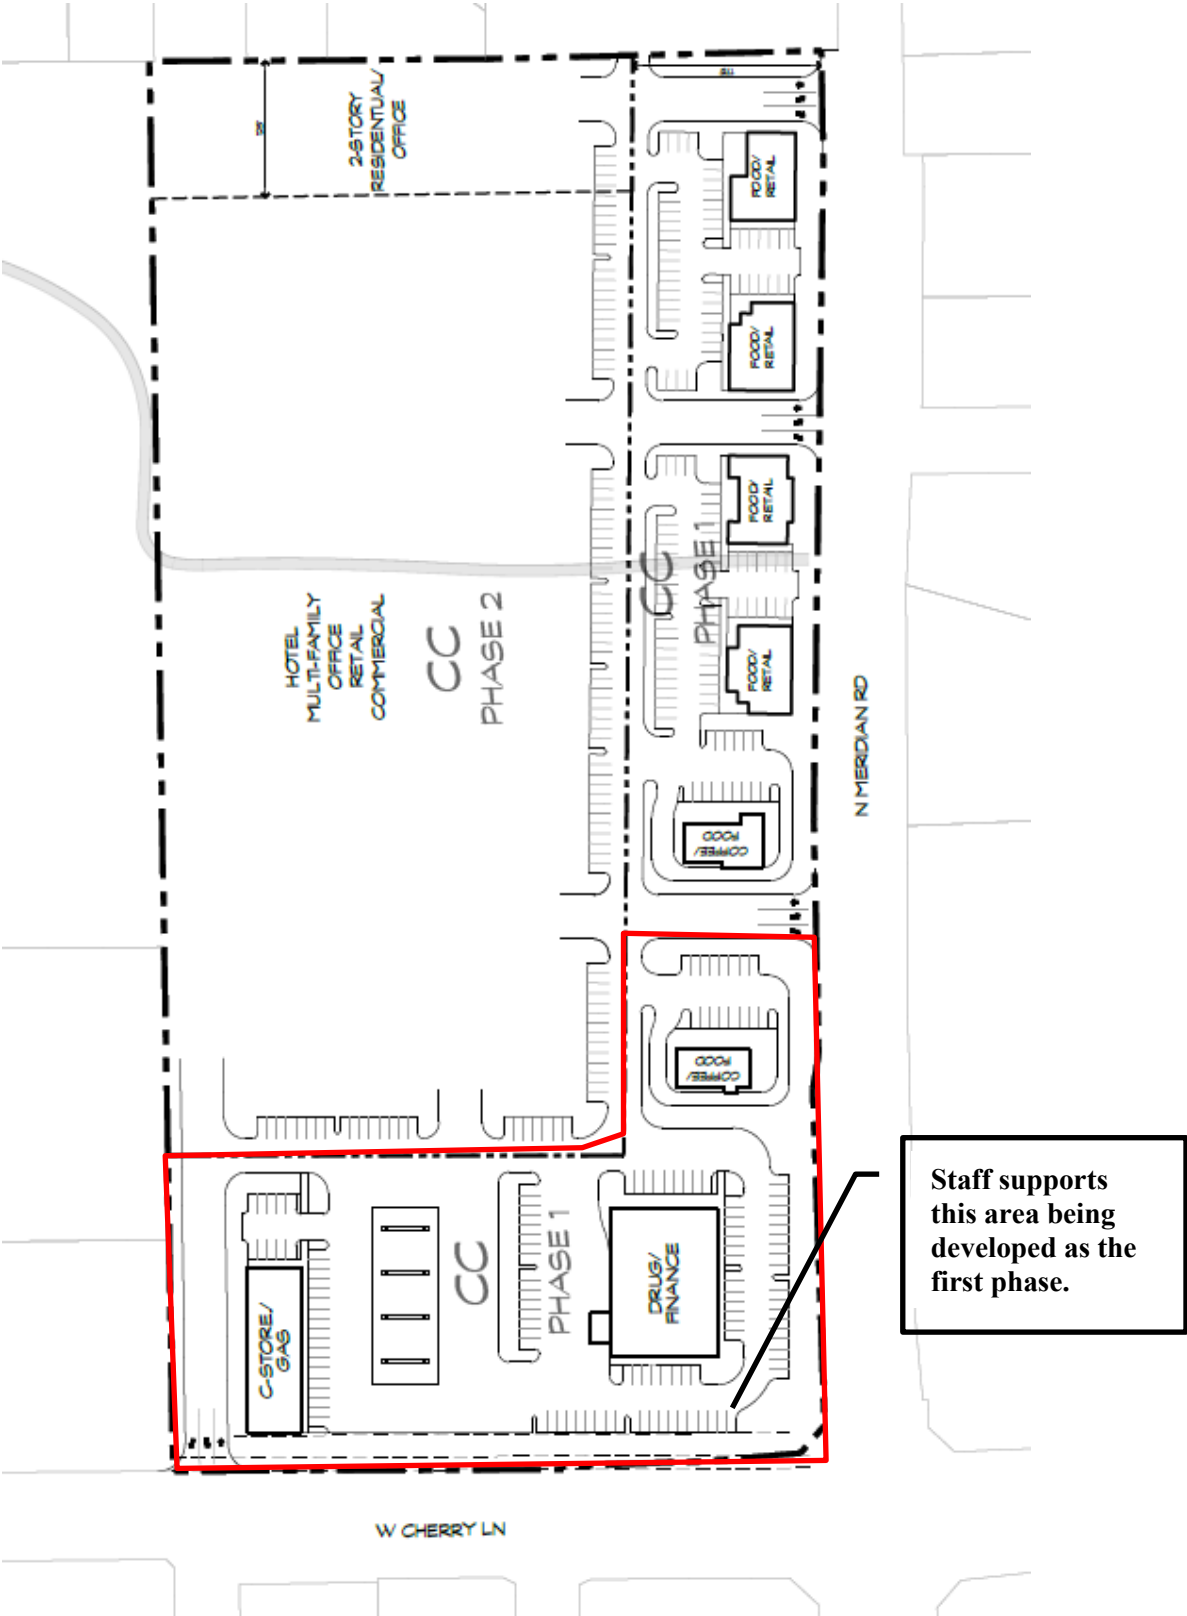 2-STORY
RESIDENTUAL/
OFFICE
FOOD/
RETAIL
FOOD/
RETAIL
FOOD/
RETAIL
CC
PHASE 1
HOTEL
MULTI-FAMILY
OFFICE
RETAIL
COMMERCIAL
CC
PHASE 2
FOOD/
RETAIL
N MERIDIAN RD
COFFEE/
FOOD
COFFEE/
FOOD
Staff supports
this area being
developed as the
first phase.
C-STORE/
GAS
CC
PHASE 1
DRUG/
FINANCE
W CHERRY LN